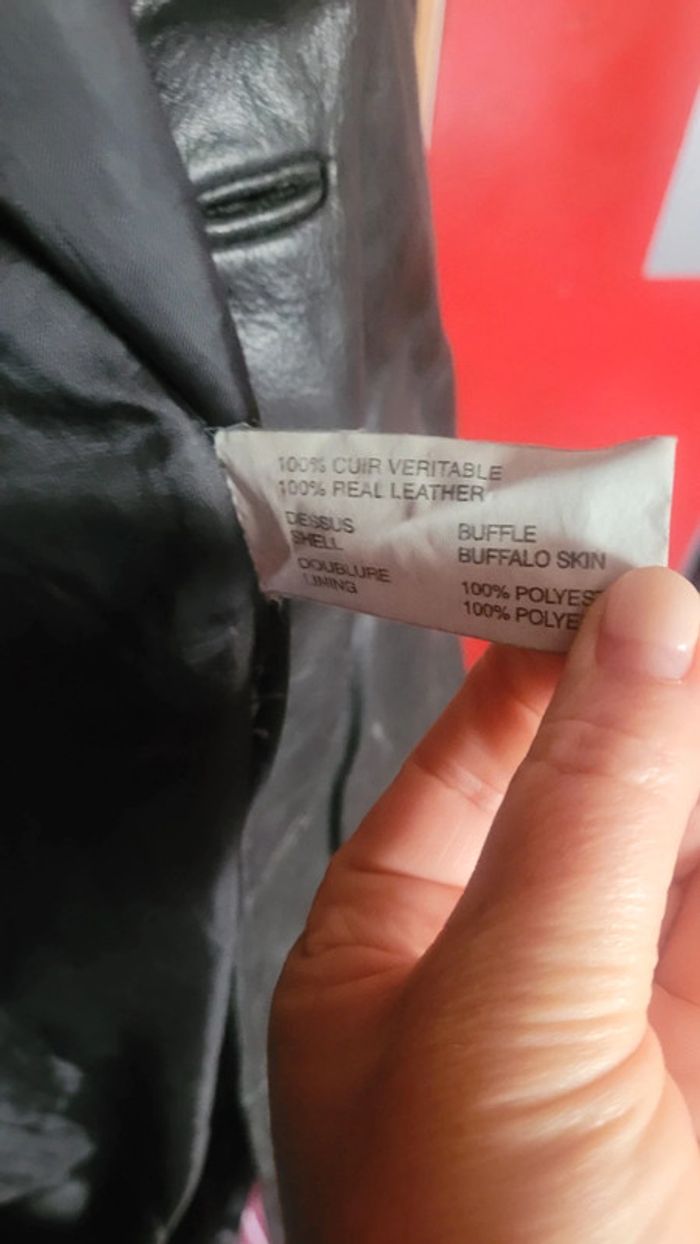 100% CUIR VERITABLE
100% REAL LEATHER
DESSUS BUFFLE
SHELL BUFFALO SKIN
DOUBLURE 100% POLYES
LINING 100% POLYE